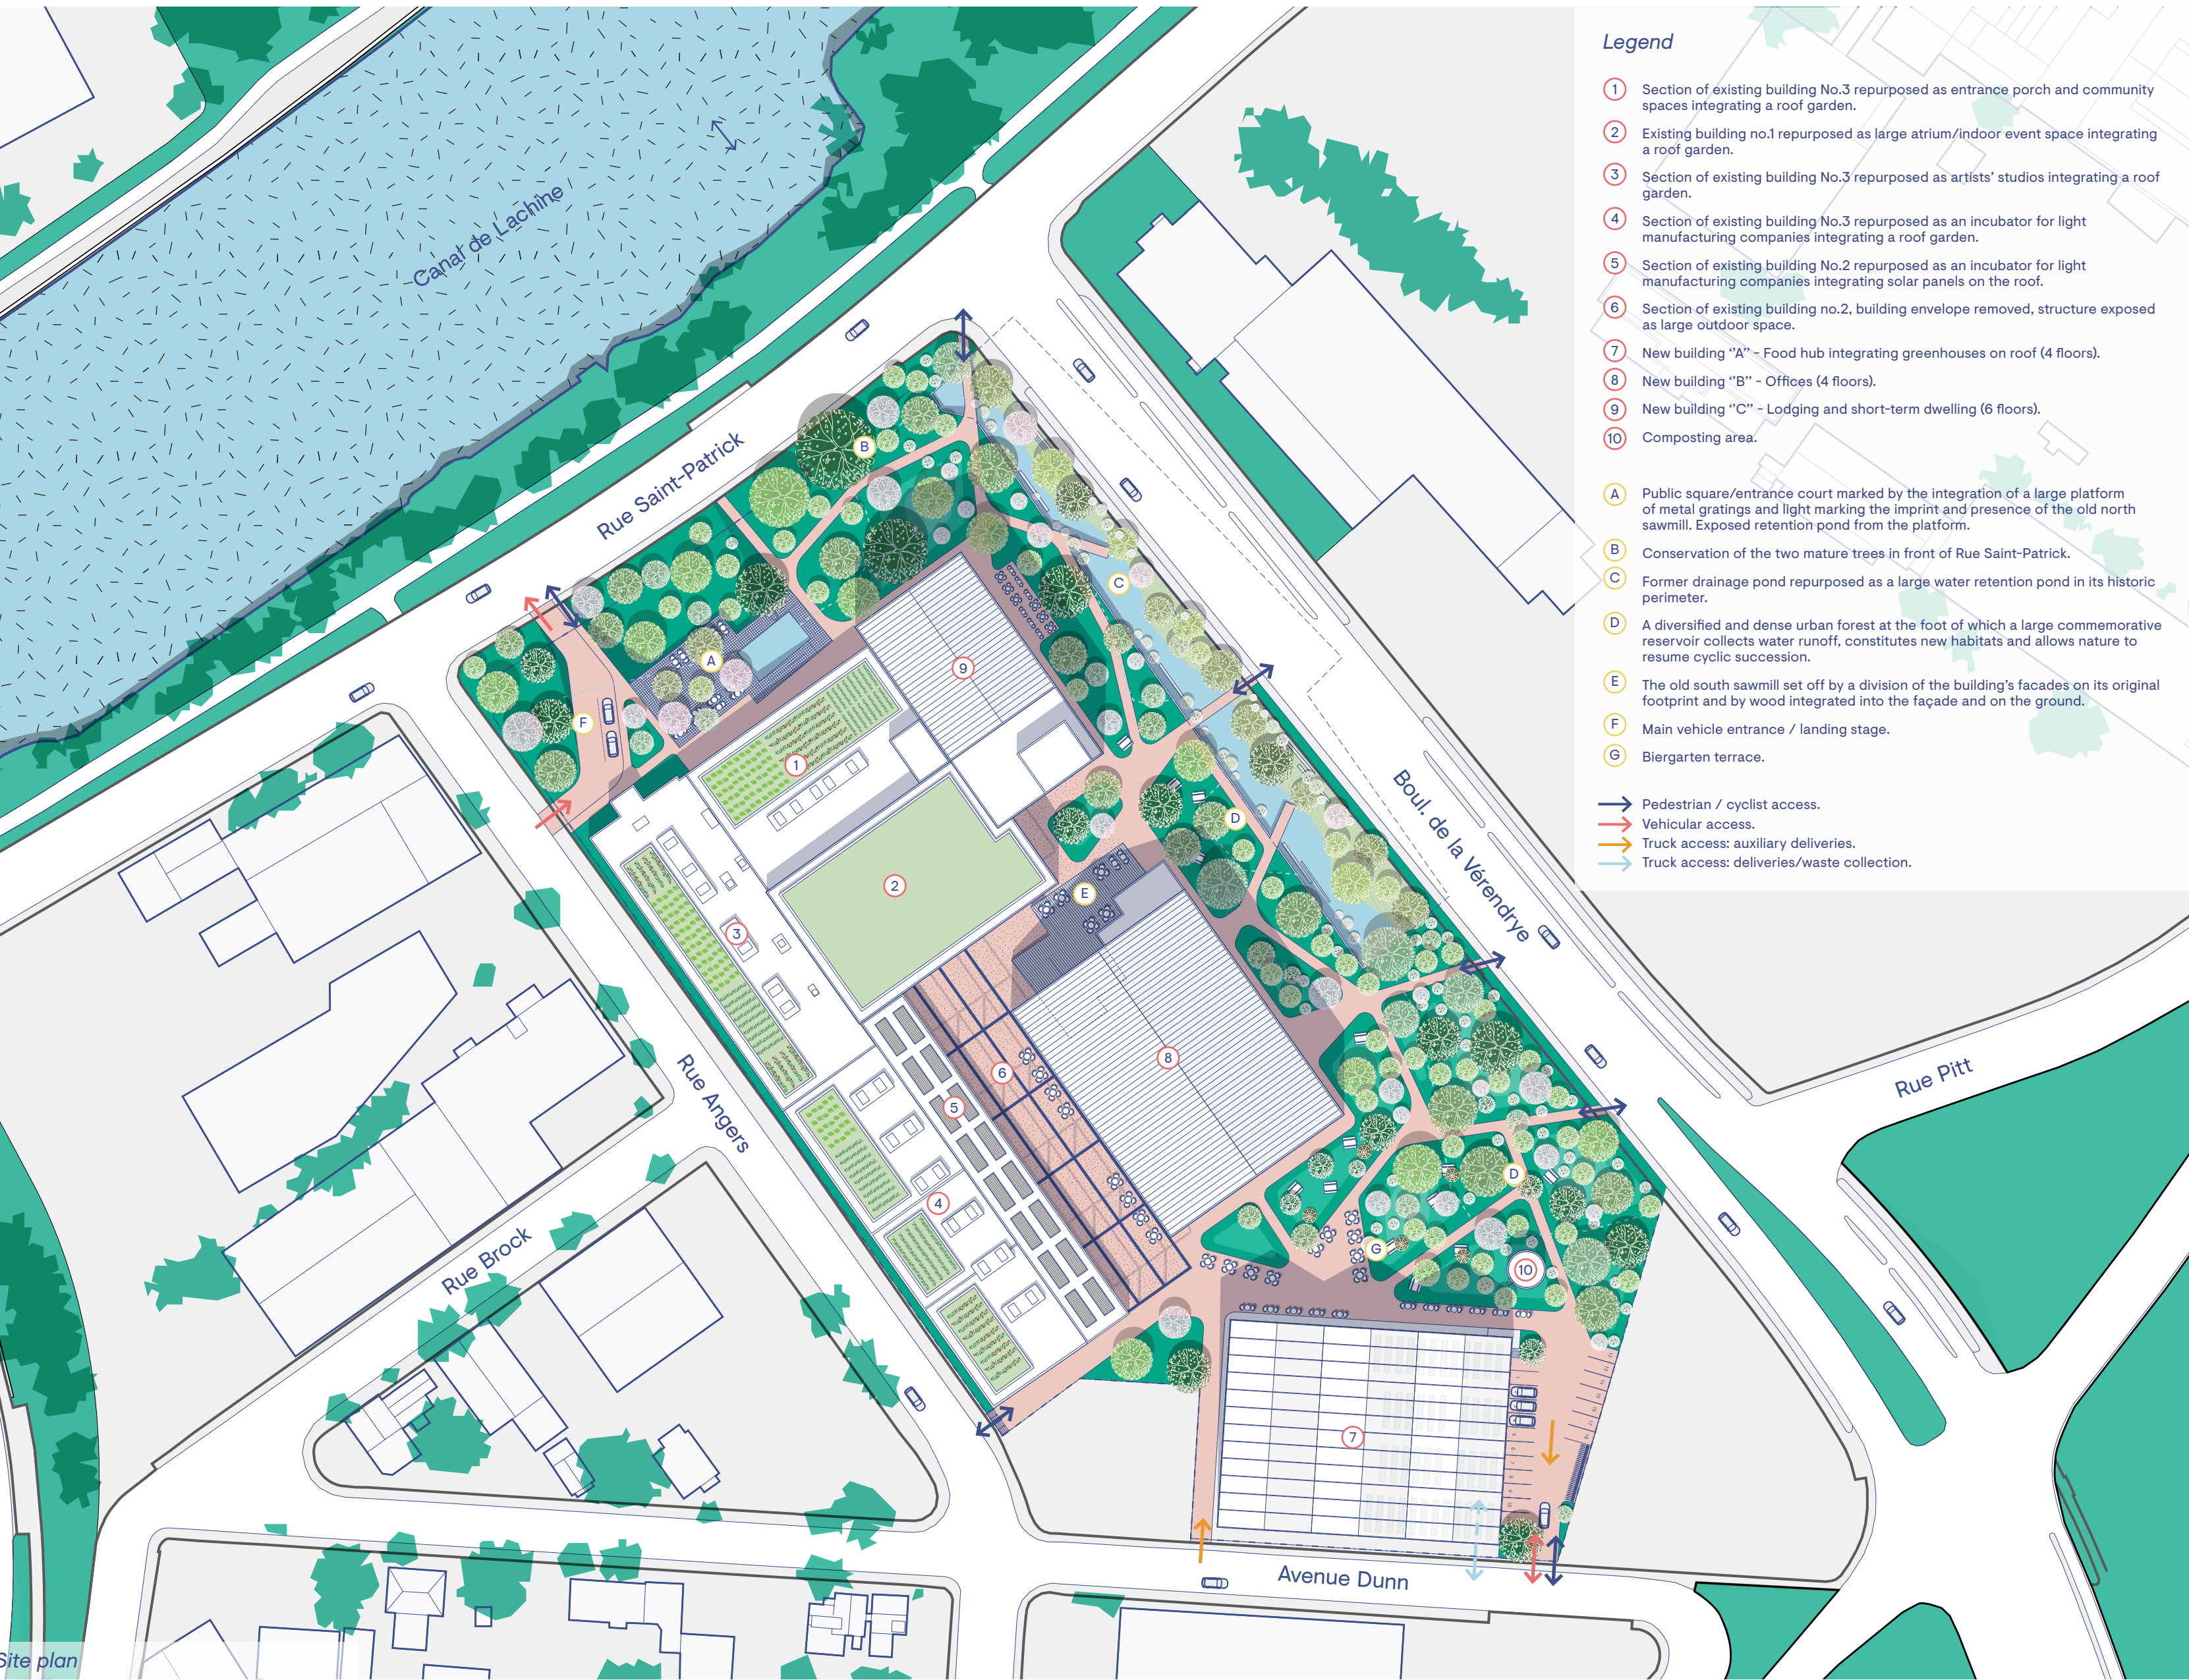 Legend
1 Section of existing building No.3 repurposed as entrance porch and community
spaces integrating a roof garden.
2 Existing building no.1 repurposed as large atrium/indoor event space integrating
a roof garden.
3 Section of existing building No.3 repurposed as artists’ studios integrating a roof
garden.
4 Section of existing building No.3 repurposed as an incubator for light
manufacturing companies integrating a roof garden.
5 Section of existing building No.2 repurposed as an incubator for light
manufacturing companies integrating solar panels on the roof.
6 Section of existing building no.2, building envelope removed, structure exposed
as large outdoor space.
7 New building ‘’A’’ - Food hub integrating greenhouses on roof (4 floors).
8 New building ‘’B’’ - Offices (4 floors).
9 New building ‘’C’’ - Lodging and short-term dwelling (6 floors).
10 Composting area.
A Public square/entrance court marked by the integration of a large platform
of metal gratings and light marking the imprint and presence of the old north
sawmill. Exposed retention pond from the platform.
B Conservation of the two mature trees in front of Rue Saint-Patrick.
C Former drainage pond repurposed as a large water retention pond in its historic
perimeter.
D A diversified and dense urban forest at the foot of which a large commemorative
reservoir collects water runoff, constitutes new habitats and allows nature to
resume cyclic succession.
E The old south sawmill set off by a division of the building’s facades on its original
footprint and by wood integrated into the façade and on the ground.
F Main vehicle entrance / landing stage.
G Biergarten terrace.
Pedestrian / cyclist access.
Vehicular access.
Truck access: auxiliary deliveries.
Truck access: deliveries/waste collection.
Canal de Lachine
Rue Saint-Patrick
B
C
A
9
F
1
D
2
E
3
Boul. de la Vérendrye
8
6
5
Rue Angers
Rue Pitt
4
D
G
10
Rue Brock
7
Avenue Dunn
Site plan